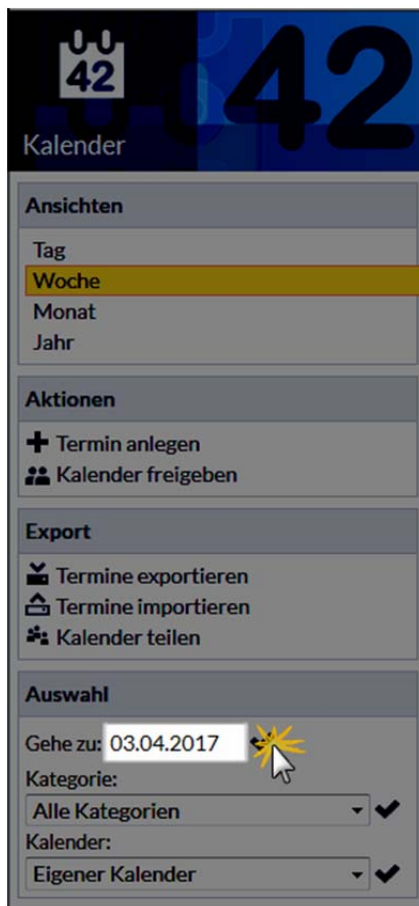 42
42
Kalender
Ansichten
Tag
Woche
Monat
Jahr
Aktionen
Termin anlegen
Kalender freigeben
Export
Termine exportieren
Termine importieren
Kalender teilen
Auswahl
Gehe zu: 03.04.2017
Kategorie:
Alle Kategorien
Kalender:
Eigener Kalender